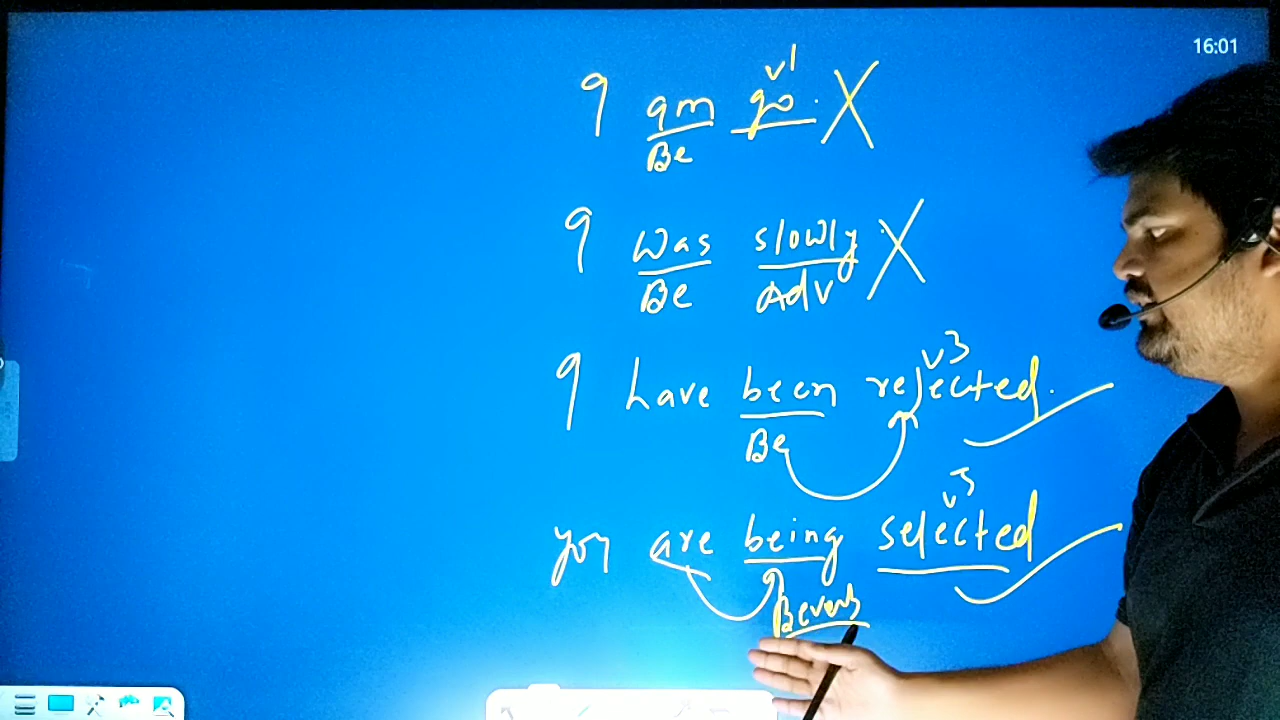 16:01
v1
I am go. X
Be
I was slowly X
Be Adv
v3
I have been rejected.
Be
v3
you are being selected
Be verb